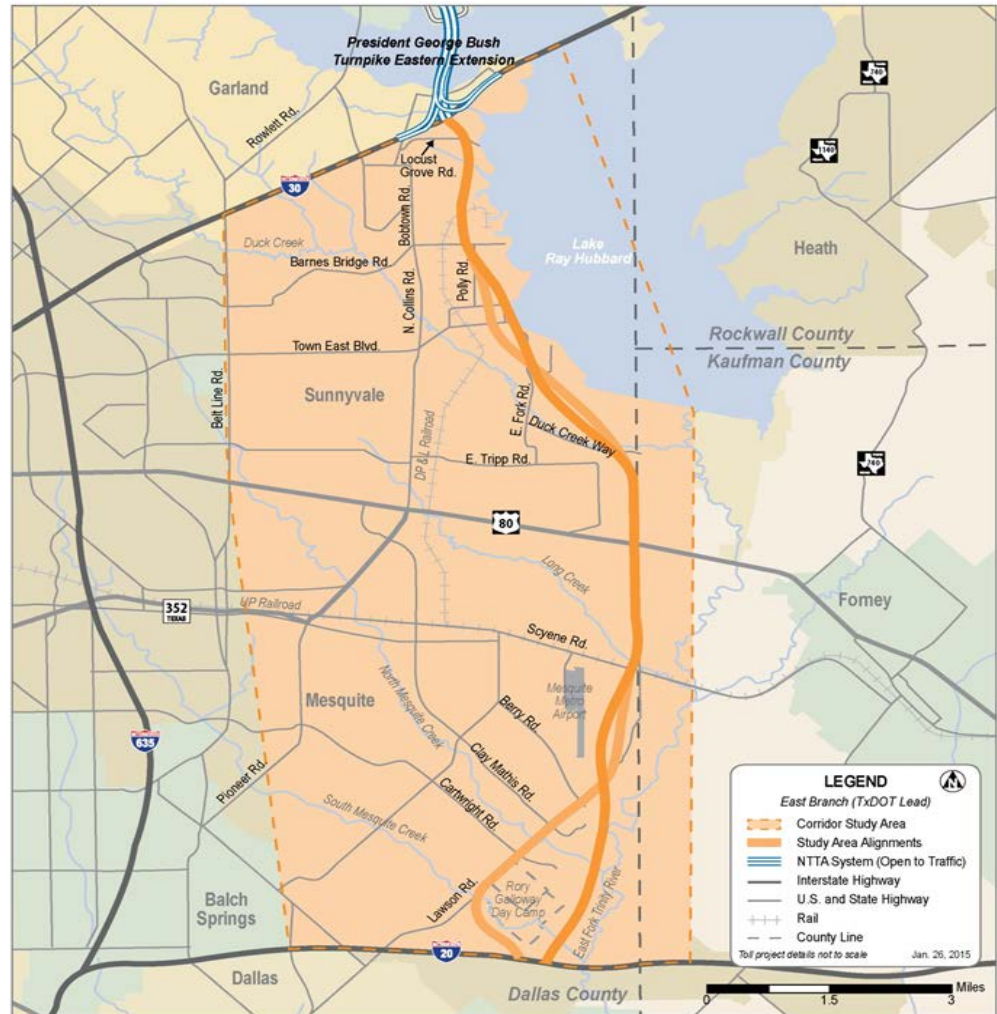 President George Bush
Turnpike Eastern Extension
Garland
Rowlett Rd.
740
1140
Locust
Grove Rd.
30
Bobtown Rd.
Duck Creek
Barnes Bridge Rd.
N. Collins Rd.
Polly Rd.
Lake
Ray Hubbard
Heath
Rockwall County
Kaufman County
Town East Blvd.
Belt Line Rd.
Sunnyvale
E. Fork Rd.
Duck Creek Way
DP & L Railroad
E. Tripp Rd.
740
80
Long Creek
Forney
352
TEXAS
UP Railroad
Scyene Rd.
Mesquite
North Mesquite Creek
Mesquite
Metro
Airport
Berry Rd.
635
Clay Mathis Rd.
Pioneer Rd.
Cartwright Rd.
South Mesquite Creek
Balch
Springs
Lawson Rd.
Rory
Galloway
Day Camp
East Fork Trinity River
20
Dallas
Dallas County
LEGEND
East Branch (TxDOT Lead)
Corridor Study Area
Study Area Alignments
NTTA System (Open to Traffic)
Interstate Highway
U.S. and State Highway
Rail
County Line
Toll project details not to scale Jan. 26, 2015
Miles
0 1.5 3